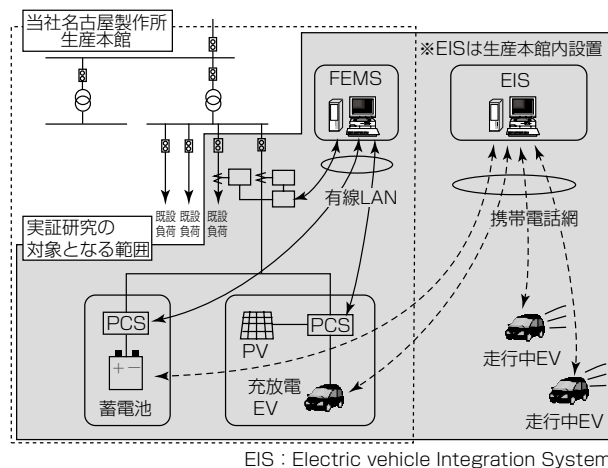 当社名古屋製作所
生産本館
※EISは生産本館内設置
FEMS
EIS
有線LAN
携帯電話網
既設
負荷
既設
負荷
既設
負荷
実証研究の
対象となる範囲
PCS
蓄電池
PV
PCS
充放電
EV
走行中EV
走行中EV
EIS：Electric vehicle Integration System